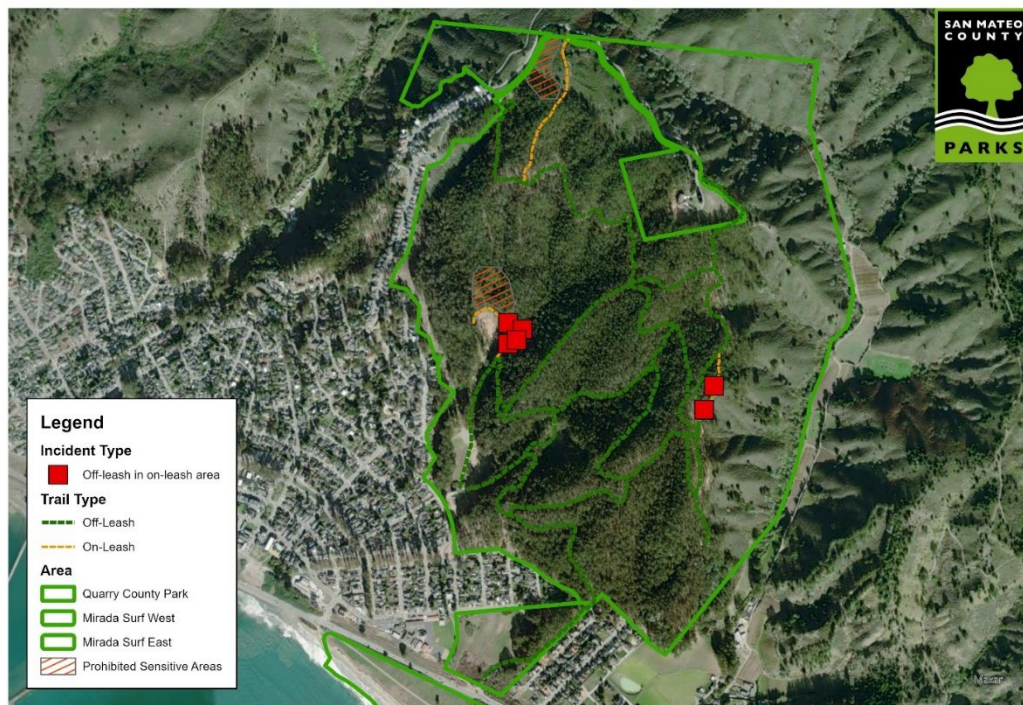 SAN MATEO
COUNTY
PARKS
Legend
Incident Type
Off-leash in on-leash area
Trail Type
Off-Leash
On-Leash
Area
Quarry County Park
Mirada Surf West
Mirada Surf East
Prohibited Sensitive Areas
Maxar